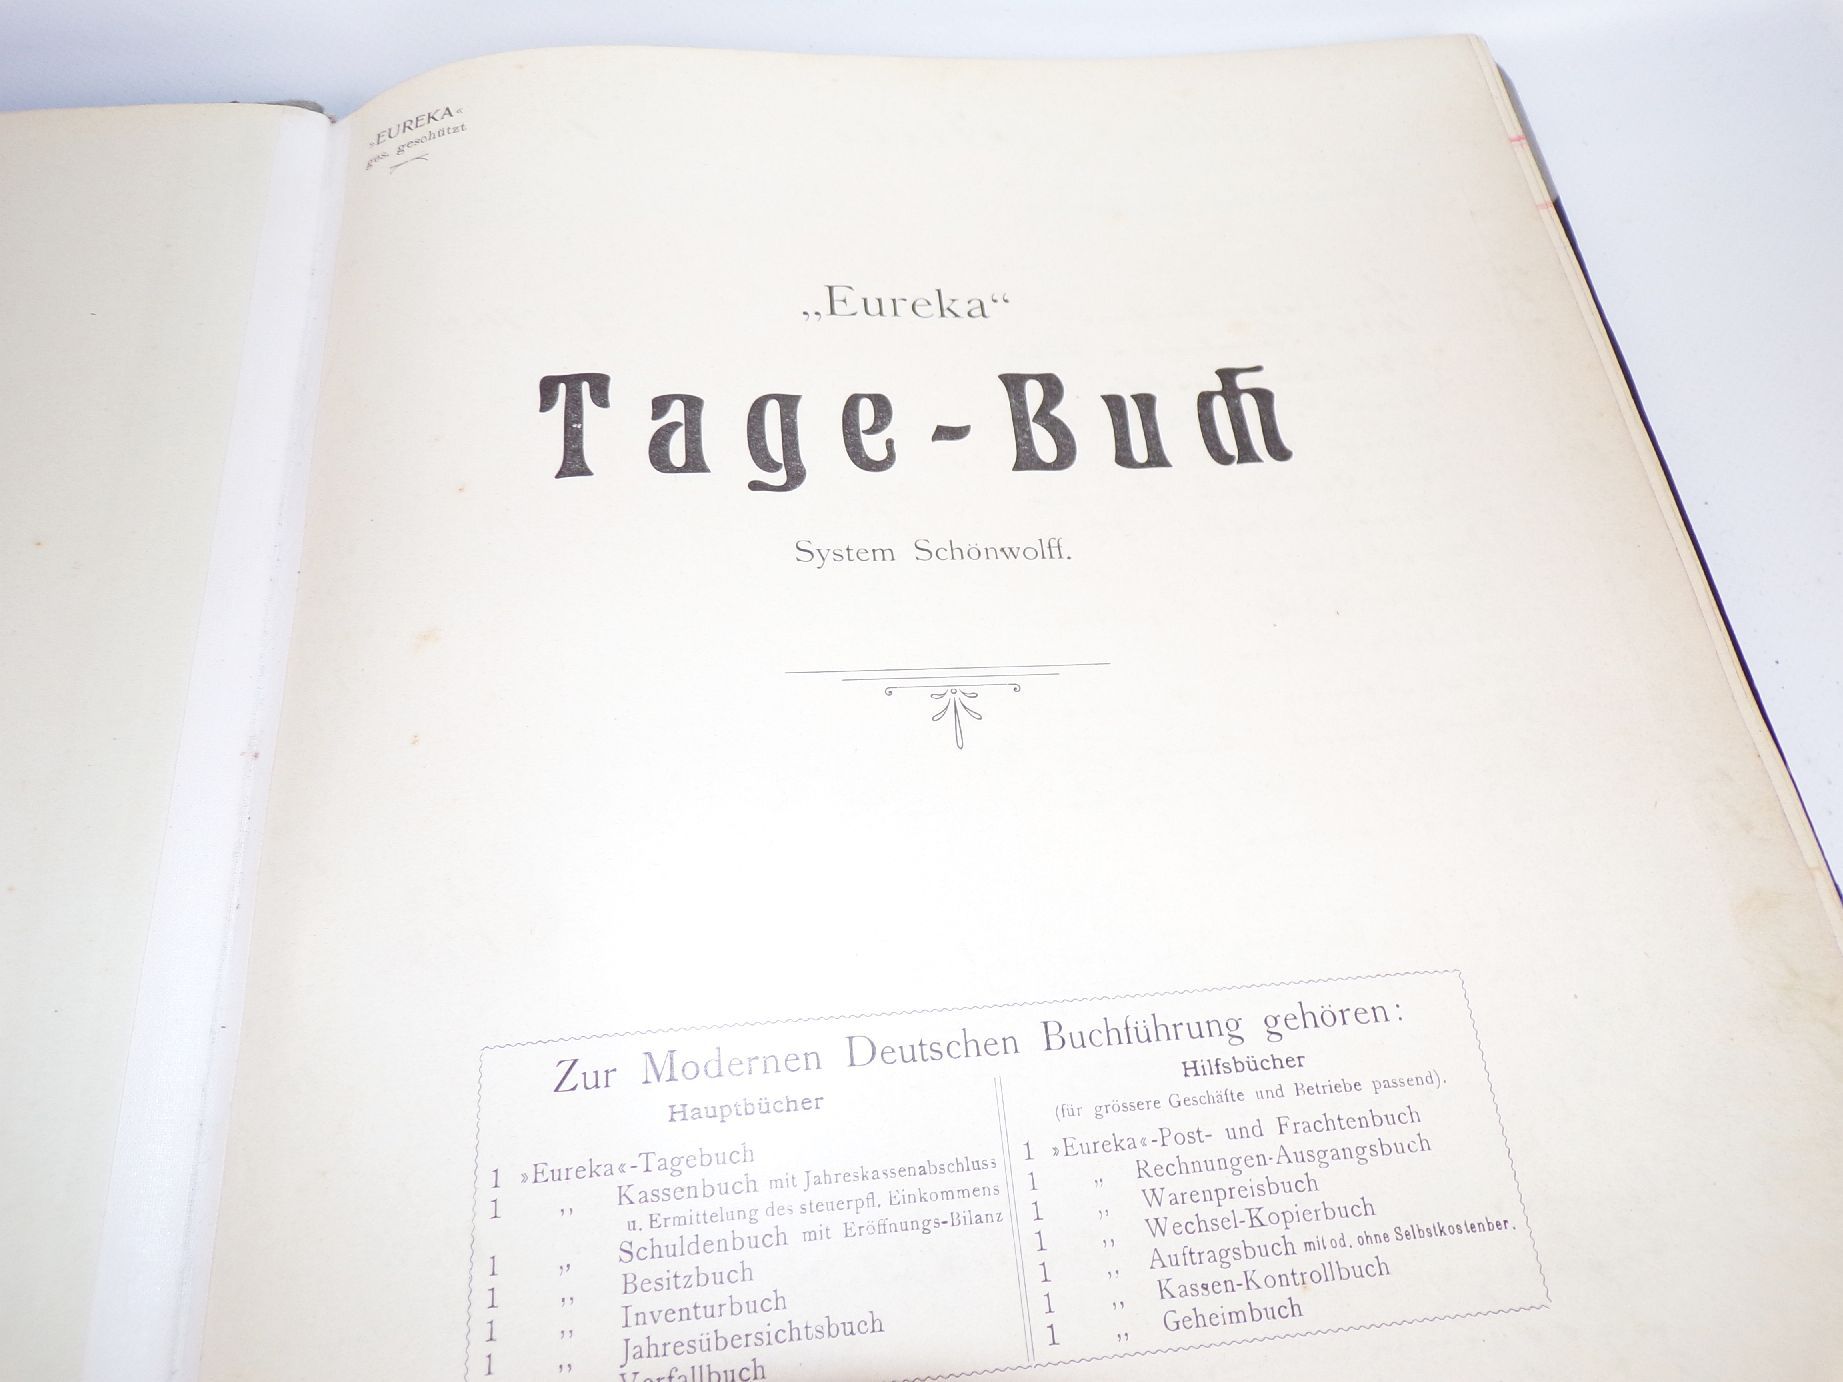 »EUREKA«
ges. geschützt
„Eureka“
Tage-Buch
System Schönwolff.
Zur Modernen Deutschen Buchführung gehören:
Hauptbücher
1 »Eureka«-Tagebuch
1 „ Kassenbuch mit Jahreskassenabschluss
u. Ermittelung des steuerpfl. Einkommens
1 „ Schuldenbuch mit Eröffnungs-Bilanz
1 „ Besitzbuch
1 „ Inventurbuch
1 „ Jahresübersichtsbuch
Verfallbuch
Hilfsbücher
(für grössere Geschäfte und Betriebe passend).
1 »Eureka«-Post- und Frachtenbuch
1 „ Rechnungen-Ausgangsbuch
1 „ Warenpreisbuch
1 „ Wechsel-Kopierbuch
1 „ Auftragsbuch mit od. ohne Selbstkostenber.
1 „ Kassen-Kontrollbuch
1 „ Geheimbuch